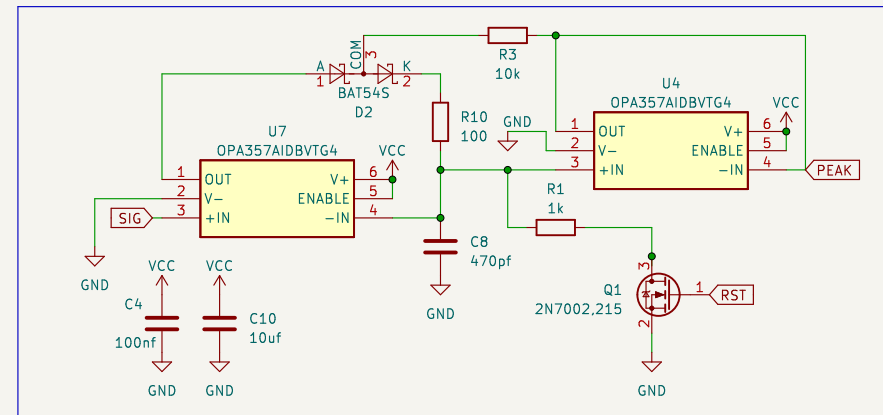 COM
3
A
1
K
2
BAT54S
D2
R3
10k
R10
100
U7
OPA357AIDBVTG4
1
OUT
2
V-
3
+IN
V+
6
ENABLE
5
-IN
4
VCC
SIG
GND
U4
OPA357AIDBVTG4
GND
1
OUT
2
V-
3
+IN
V+
6
ENABLE
5
-IN
4
VCC
PEAK
R1
1k
C8
470pf
GND
VCC
C4
100nf
GND
VCC
C10
10uf
GND
Q1
2N7002,215
3
1
2
RST
GND